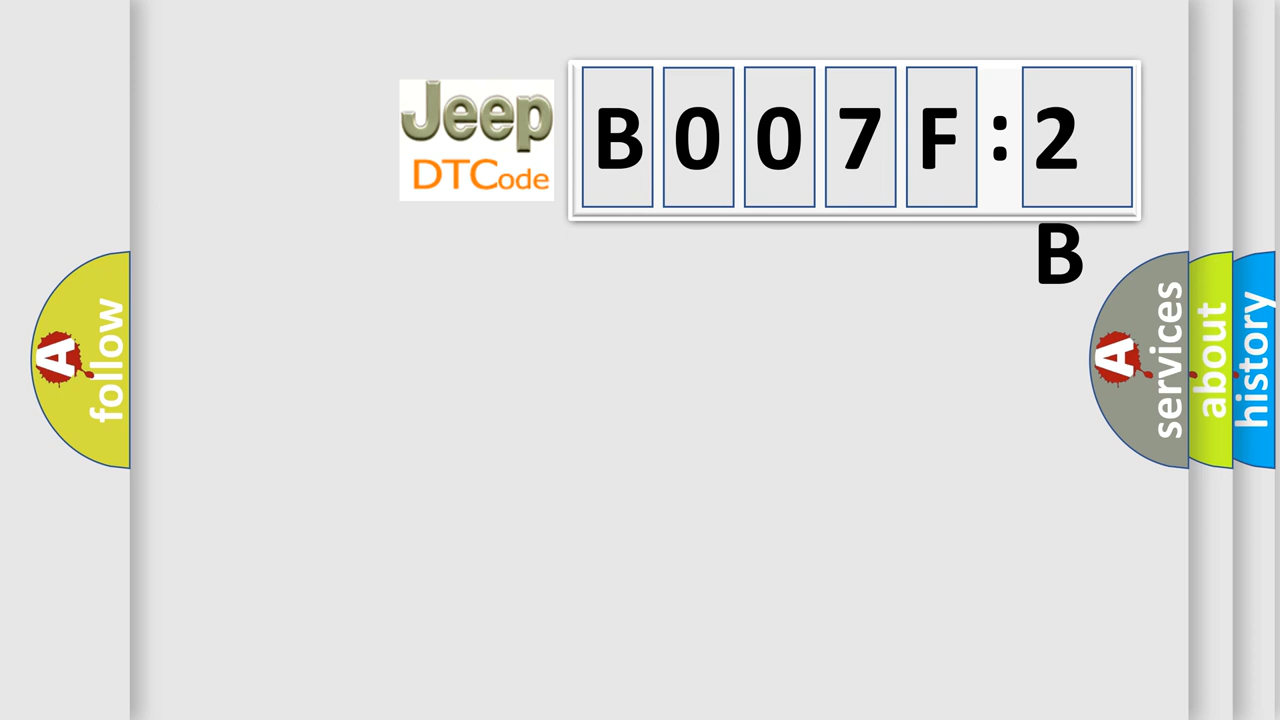 Jeep
DTCode
B007F:2
B
A
follow
A
services
about
history